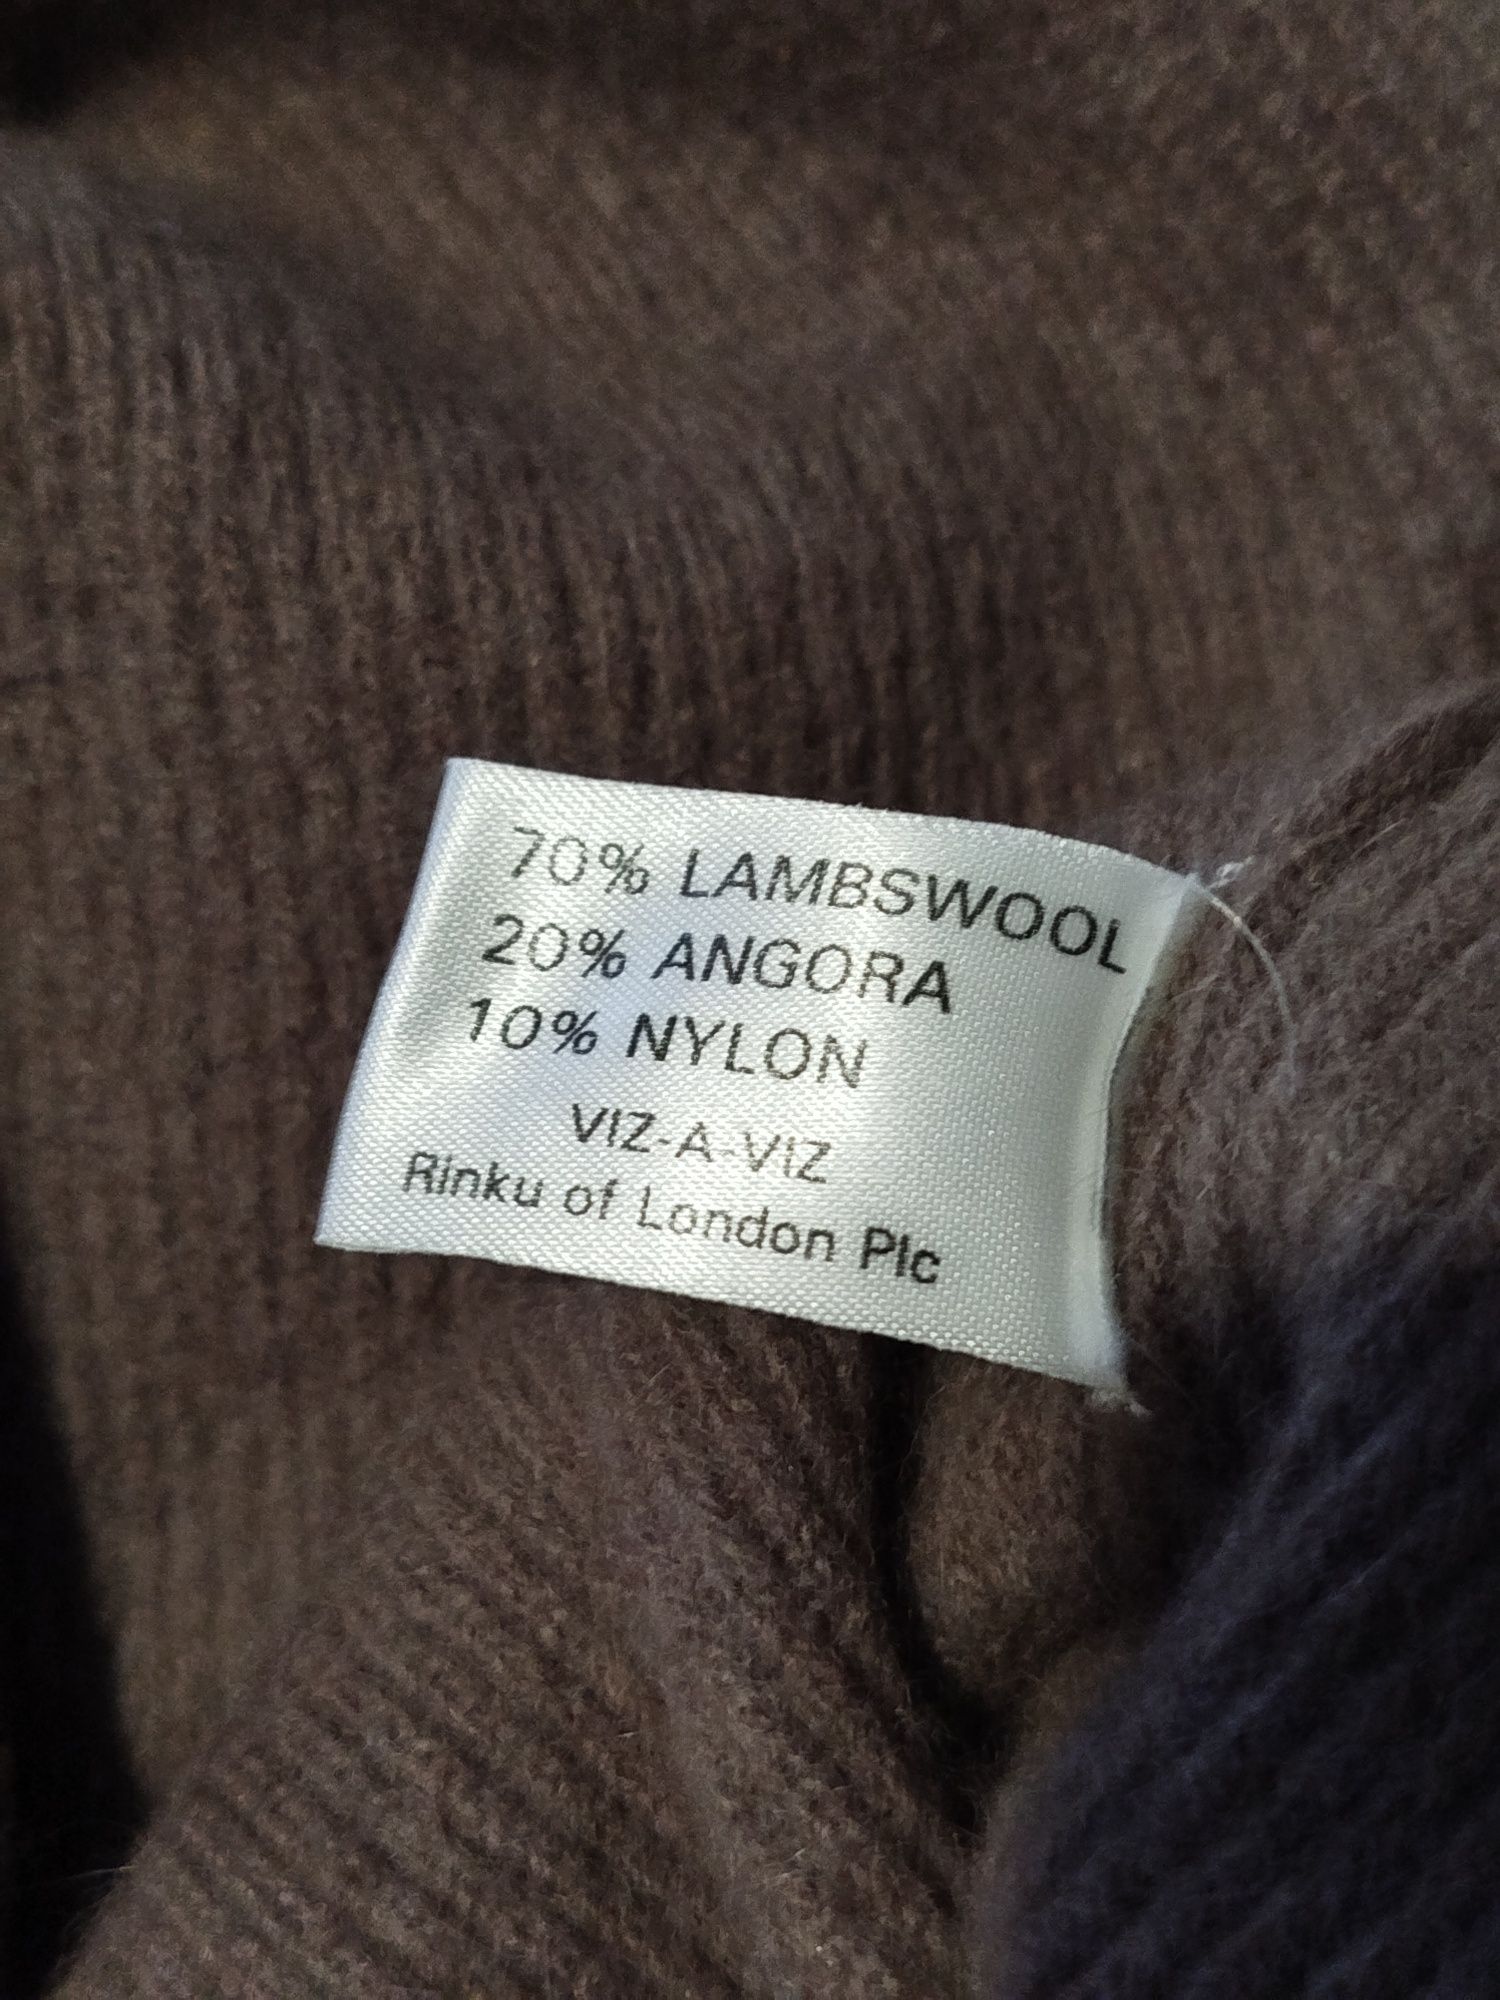 70% LAMBSWOOL
20% ANGORA
10% NYLON
VIZ-A-VIZ
Rinku of London Plc